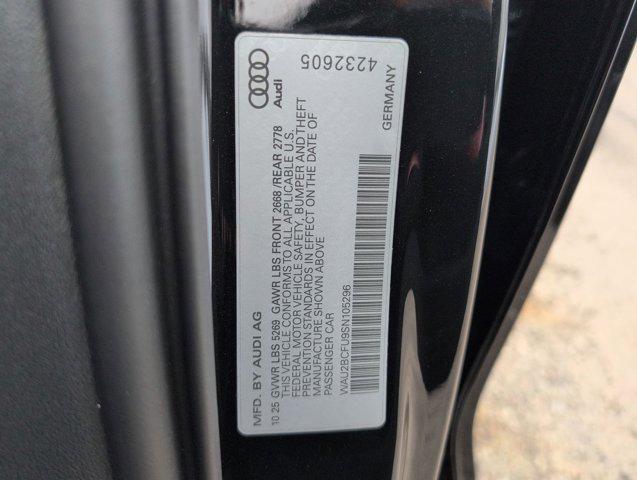 MFD. BY AUDI AG
10 25 GVWR LBS 5269 GAWR LBS FRONT 2668 /REAR 2778
THIS VEHICLE CONFORMS TO ALL APPLICABLE U.S.
FEDERAL MOTOR VEHICLE SAFETY, BUMPER AND THEFT
PREVENTION STANDARDS IN EFFECT ON THE DATE OF
MANUFACTURE SHOWN ABOVE
PASSENGER CAR
WAU2BCFU9SN105296
Audi
GERMANY
4232605